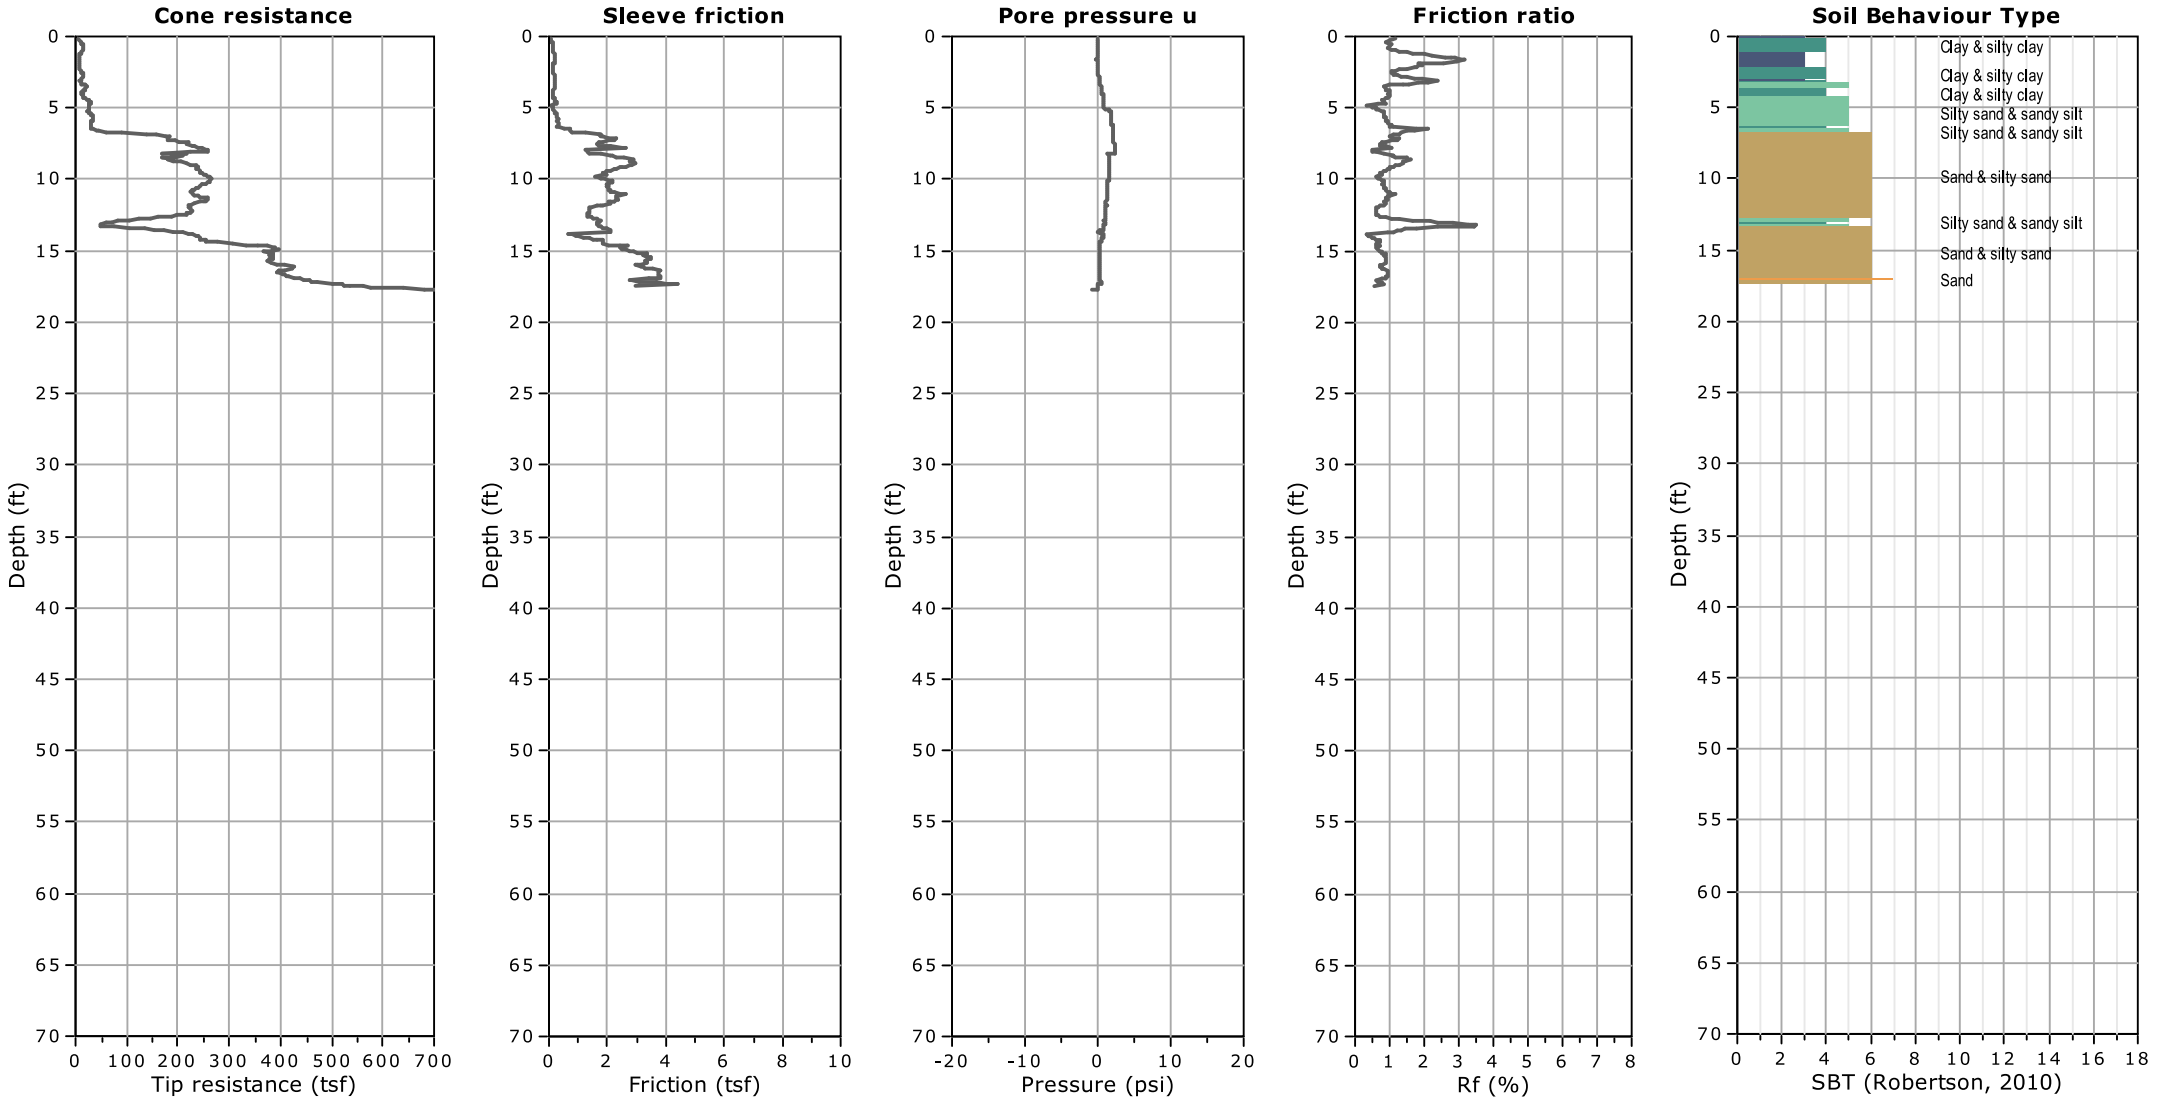 Cone resistance
0
5
10
15
20
25
30
35
40
45
50
55
60
65
70
Depth (ft)
0 100 200 300 400 500 600 700
Tip resistance (tsf)
Sleeve friction
0
5
10
15
20
25
30
35
40
45
50
55
60
65
70
Depth (ft)
0 2 4 6 8 10
Friction (tsf)
Pore pressure u
0
5
10
15
20
25
30
35
40
45
50
55
60
65
70
Depth (ft)
-20 -10 0 10 20
Pressure (psi)
Friction ratio
0
5
10
15
20
25
30
35
40
45
50
55
60
65
70
Depth (ft)
0 1 2 3 4 5 6 7 8
Rf (%)
Soil Behaviour Type
0
5
10
15
20
25
30
35
40
45
50
55
60
65
70
Depth (ft)
Clay & silty clay
Clay & silty clay
Clay & silty clay
Silty sand & sandy silt
Silty sand & sandy silt
Sand & silty sand
Silty sand & sandy silt
Sand & silty sand
Sand
0 2 4 6 8 10 12 14 16 18
SBT (Robertson, 2010)